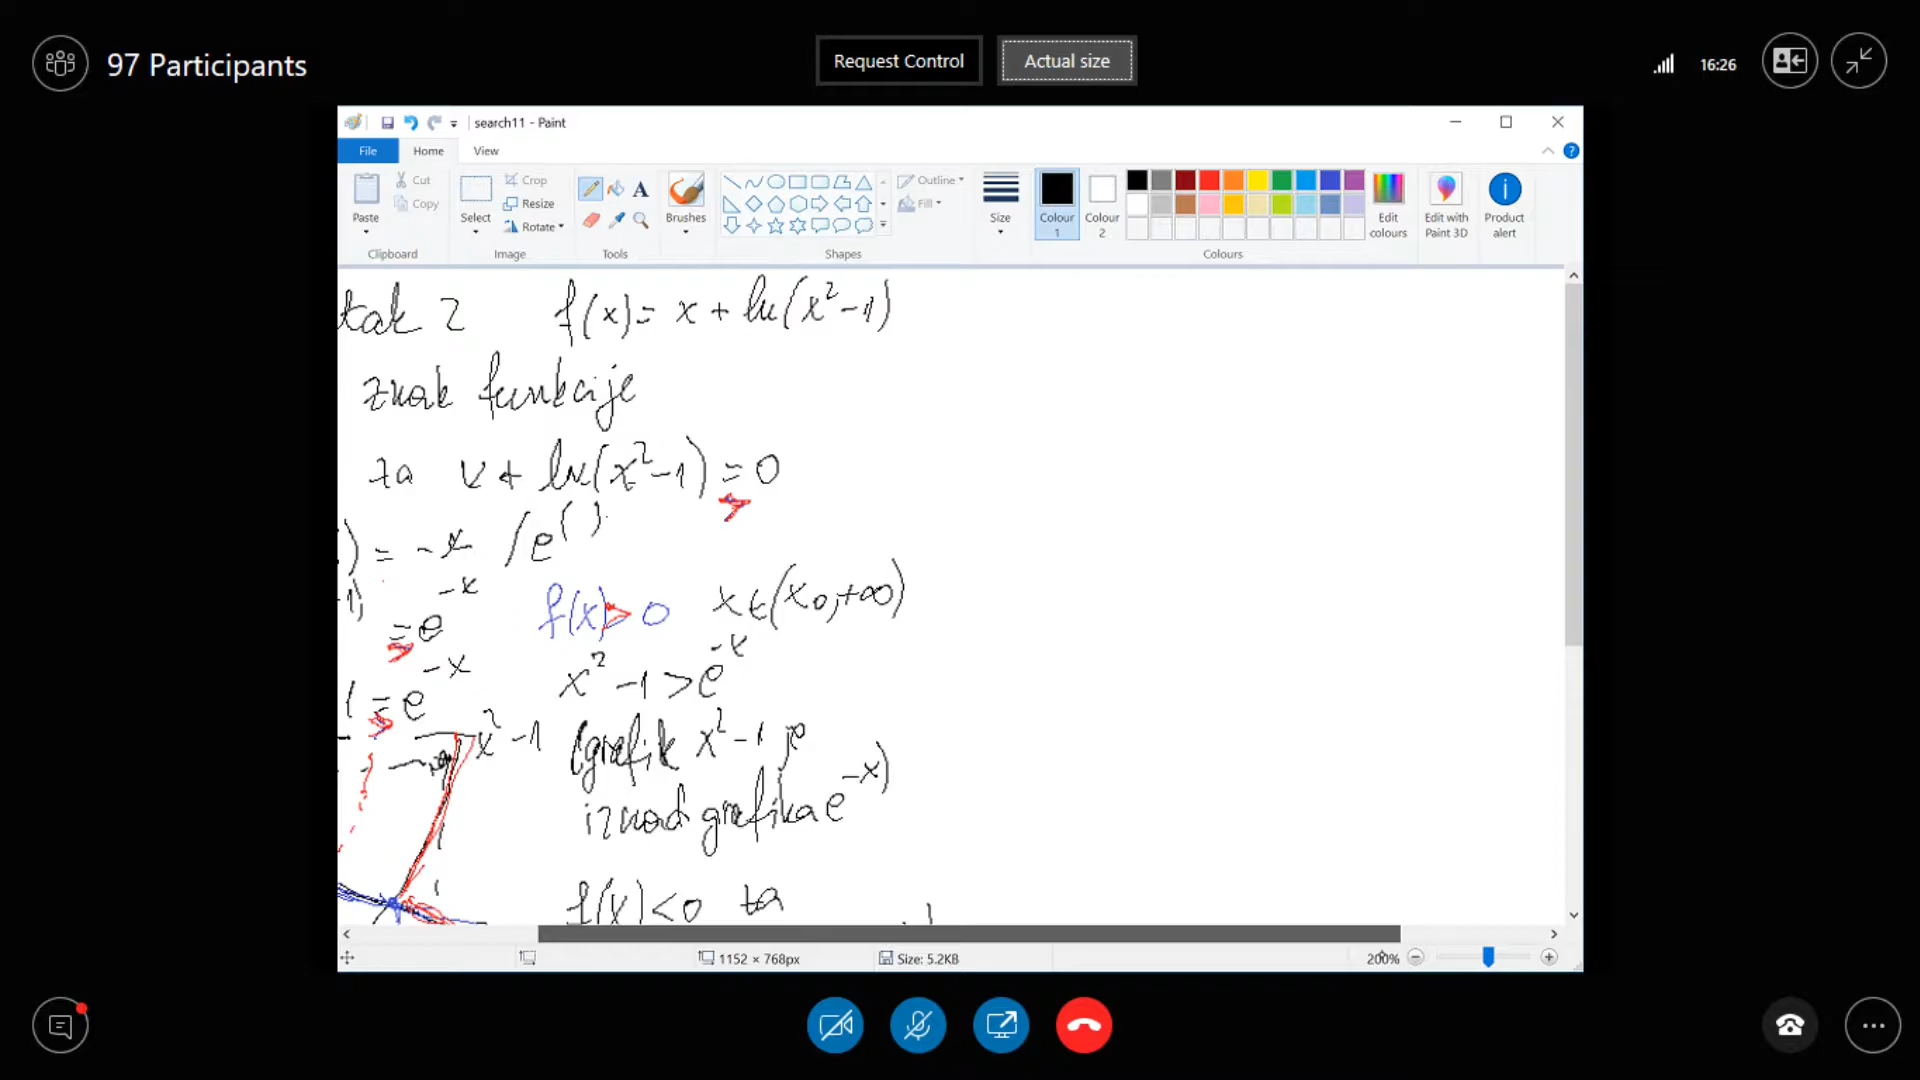 97 Participants
Request Control
Actual size
16:26
search11 - Paint
File Home View
Cut
Copy
Paste
Clipboard
Crop
Resize
Rotate
Select
Image
A
Tools
Brushes
Outline
Fill
Shapes
Size
Colour 1
Colour 2
Edit colours
Colours
Edit with Paint 3D
Product alert
tak 2 f(x) = x + ln(x²-1)
znak funkcije
za x + ln(x²-1) = 0 >
) = -x /e^( )
-1) = > e^-x
f(x) > 0 x∈(x₀,+∞)
1 = > e^-x
x² - 1 > e^-x
x²-1 (grafik x²-1 je
iznad grafika e^-x)
f(x) < 0 za
1152 × 768px
Size: 5.2KB
200%